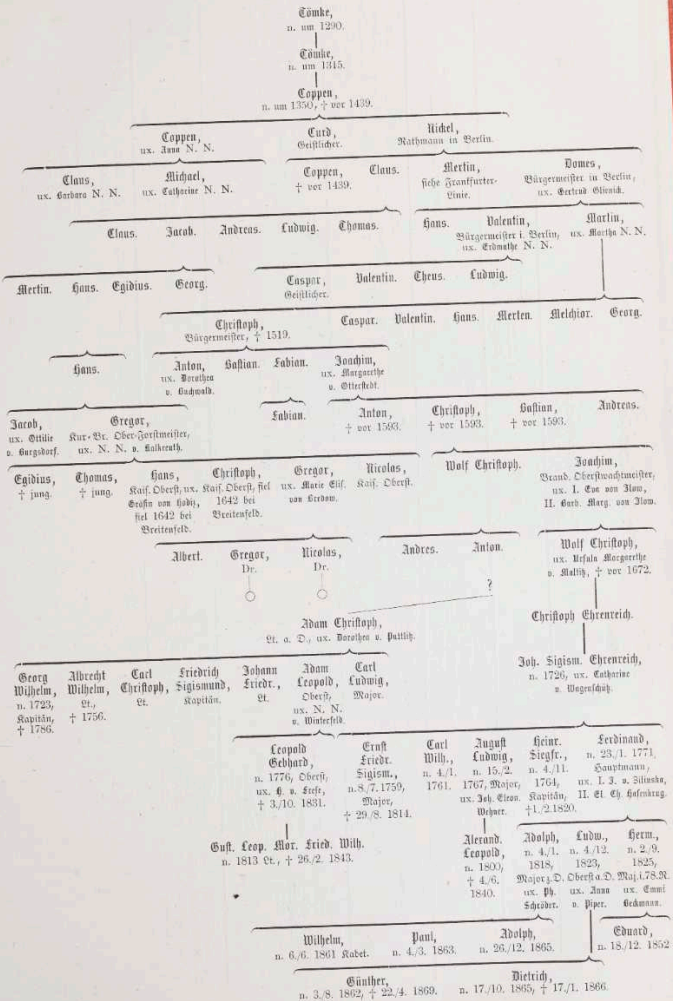 Tömke,
n. um 1290.
Tömke,
n. um 1315.
Coppen,
n. um 1350, † vor 1439.
Coppen,
ux. Anna N. N.
Curd,
Geistlicher.
Nickel,
Rathmann in Berlin.
Claus,
ux. Barbara N. N.
Michael,
ux. Catharine N. N.
Coppen,
† vor 1439.
Claus.
Mertin,
siehe Frankfurter-
Linie.
Domes,
Bürgermeister in Berlin,
ux. Gertrud Glienick.
Claus. Jacob. Andreas. Ludwig. Thomas.
Hans.
Valentin,
Bürgermeister i. Berlin,
ux. Erdmuthe N. N.
Martin,
ux. Martha N. N.
Mertin. Hans. Egidius. Georg.
Caspar,
Geistlicher.
Valentin. Theus. Ludwig.
Christoph,
Bürgermeister, † 1519.
Caspar. Valentin. Hans. Merten. Melchior. Georg.
Hans.
Anton,
ux. Dorothea
v. Buchwald.
Bastian. Fabian.
Joachim,
ux. Margarethe
v. Otterstedt.
Jacob,
ux. Ottilie
v. Burgsdorf.
Gregor,
Kur-Br. Ober-Forstmeister,
ux. N. N. v. Kalkreuth.
Fabian.
Anton,
† vor 1593.
Christoph,
† vor 1593.
Bastian,
† vor 1593.
Andreas.
Egidius,
† jung.
Thomas,
† jung.
Hans,
Kais. Oberst, ux.
Gräfin von Hodiz,
fiel 1642 bei
Breitenfeld.
Christoph,
Kais. Oberst, fiel
1642 bei
Breitenfeld.
Gregor,
ux. Marie Elis.
von Bredow.
Nicolas,
Kais. Oberst.
Wolf Christoph.
Joachim,
Brand. Oberstwachtmeister,
ux. I. Eva von Ilow,
II. Barb. Marg. von Ilow.
Albert.
Gregor,
Dr.
Nicolas,
Dr.
Andres. Anton.
?
Wolf Christoph,
ux. Ursula Margarethe
v. Maltitz, † vor 1672.
Adam Christoph,
Lt. a. D., ux. Dorothea v. Puttlitz.
Christoph Ehrenreich.
Joh. Sigism. Ehrenreich,
n. 1726, ux. Catharine
v. Wagenschütz.
Georg
Wilhelm,
n. 1723,
Kapitän,
† 1786.
Albrecht
Wilhelm,
Lt.,
† 1756.
Carl
Christoph,
Lt.
Friedrich
Sigismund,
Kapitän.
Johann
Friedr.,
Lt.
Adam
Leopold,
Oberst,
ux. N. N.
v. Winterfeld.
Carl
Ludwig,
Major.
Leopold
Gebhard,
n. 1776, Oberst,
† 3./10. 1831.
Ernst
Friedr.
Sigism.,
n. 8./7. 1759,
Major,
† 29./8. 1814.
Carl
Wilh.,
n. 4./1.
1761.
August
Ludwig,
n. 15./2.
1767, Major,
ux. Joh. Eleon.
Wehner.
Heinr.
Siegfr.,
n. 4./11.
1764,
Kapitän,
†1./2.1820.
Ferdinand,
n. 23./1. 1771,
Hauptmann,
ux. I. J. v. Zilinska,
II. El. Ch. Hafenkrug.
Gust. Leop. Mor. Fried. Wilh.
n. 1813 Lt., † 26./2. 1843.
Alexand.
Leopold,
n. 1800,
† 4./6.
1840.
Adolph,
n. 4./1.
1818,
Major z. D.
ux. Ph.
Schröder.
Ludw.,
n. 4./12.
1823,
Oberst a. D.
ux. Anna
v. Piper.
Herm.,
n. 2./9.
1825,
Maj. i. 78. R.
ux. Emmi
Beckmann.
Wilhelm,
n. 6./6. 1861 Kadet.
Paul,
n. 4./3. 1863.
Adolph,
n. 26./12. 1865.
Eduard,
n. 18./12. 1852
Günther,
n. 3./8. 1862, † 22./4. 1869.
Dietrich,
n. 17./10. 1865, † 17./1. 1866.